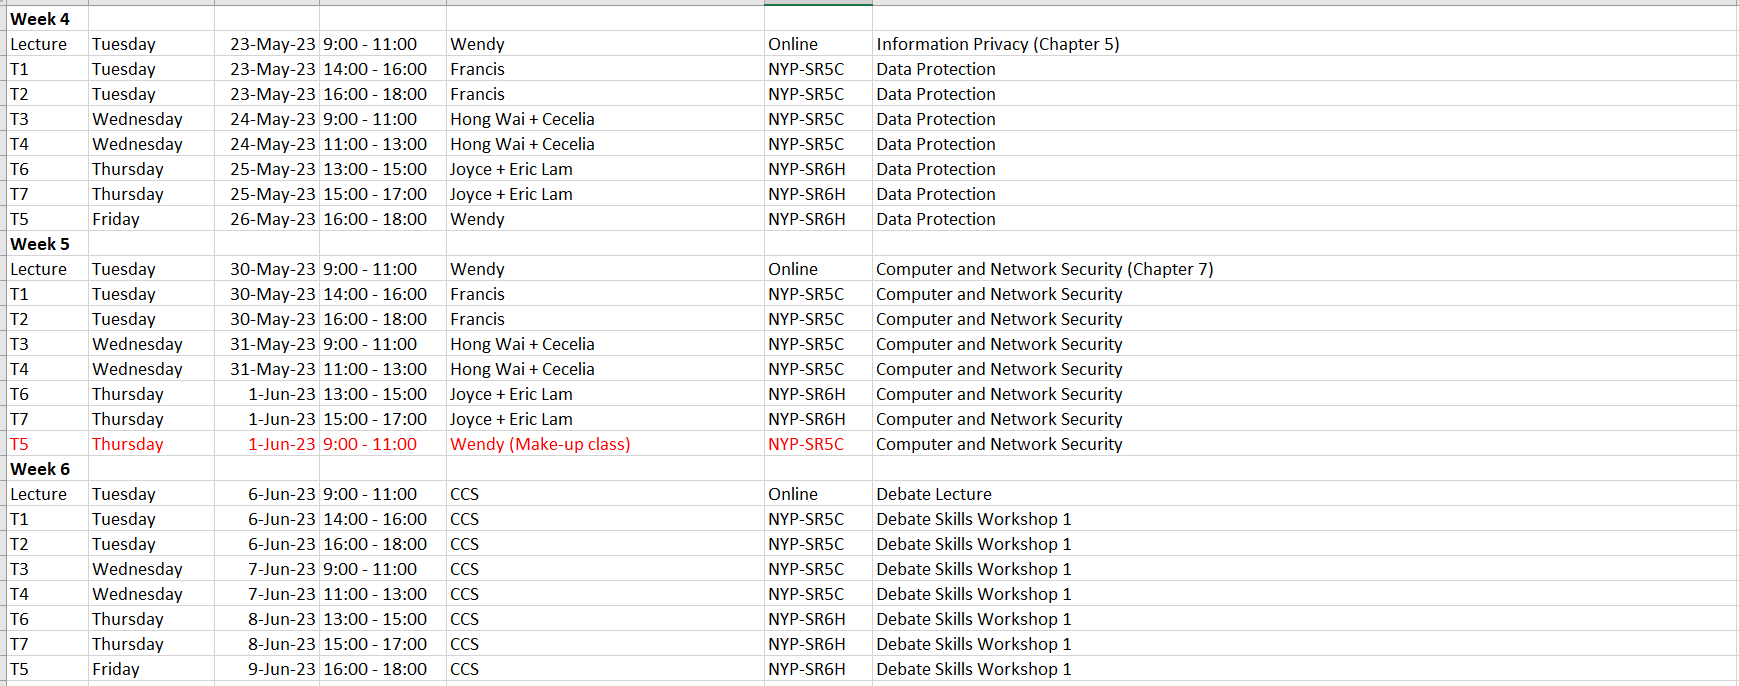 Week 4
Lecture Tuesday 23-May-23 9:00 - 11:00 Wendy Online Information Privacy (Chapter 5)
T1 Tuesday 23-May-23 14:00 - 16:00 Francis NYP-SR5C Data Protection
T2 Tuesday 23-May-23 16:00 - 18:00 Francis NYP-SR5C Data Protection
T3 Wednesday 24-May-23 9:00 - 11:00 Hong Wai + Cecelia NYP-SR5C Data Protection
T4 Wednesday 24-May-23 11:00 - 13:00 Hong Wai + Cecelia NYP-SR5C Data Protection
T6 Thursday 25-May-23 13:00 - 15:00 Joyce + Eric Lam NYP-SR6H Data Protection
T7 Thursday 25-May-23 15:00 - 17:00 Joyce + Eric Lam NYP-SR6H Data Protection
T5 Friday 26-May-23 16:00 - 18:00 Wendy NYP-SR6H Data Protection
Week 5
Lecture Tuesday 30-May-23 9:00 - 11:00 Wendy Online Computer and Network Security (Chapter 7)
T1 Tuesday 30-May-23 14:00 - 16:00 Francis NYP-SR5C Computer and Network Security
T2 Tuesday 30-May-23 16:00 - 18:00 Francis NYP-SR5C Computer and Network Security
T3 Wednesday 31-May-23 9:00 - 11:00 Hong Wai + Cecelia NYP-SR5C Computer and Network Security
T4 Wednesday 31-May-23 11:00 - 13:00 Hong Wai + Cecelia NYP-SR5C Computer and Network Security
T6 Thursday 1-Jun-23 13:00 - 15:00 Joyce + Eric Lam NYP-SR6H Computer and Network Security
T7 Thursday 1-Jun-23 15:00 - 17:00 Joyce + Eric Lam NYP-SR6H Computer and Network Security
T5 Thursday 1-Jun-23 9:00 - 11:00 Wendy (Make-up class) NYP-SR5C Computer and Network Security
Week 6
Lecture Tuesday 6-Jun-23 9:00 - 11:00 CCS Online Debate Lecture
T1 Tuesday 6-Jun-23 14:00 - 16:00 CCS NYP-SR5C Debate Skills Workshop 1
T2 Tuesday 6-Jun-23 16:00 - 18:00 CCS NYP-SR5C Debate Skills Workshop 1
T3 Wednesday 7-Jun-23 9:00 - 11:00 CCS NYP-SR5C Debate Skills Workshop 1
T4 Wednesday 7-Jun-23 11:00 - 13:00 CCS NYP-SR5C Debate Skills Workshop 1
T6 Thursday 8-Jun-23 13:00 - 15:00 CCS NYP-SR6H Debate Skills Workshop 1
T7 Thursday 8-Jun-23 15:00 - 17:00 CCS NYP-SR6H Debate Skills Workshop 1
T5 Friday 9-Jun-23 16:00 - 18:00 CCS NYP-SR6H Debate Skills Workshop 1